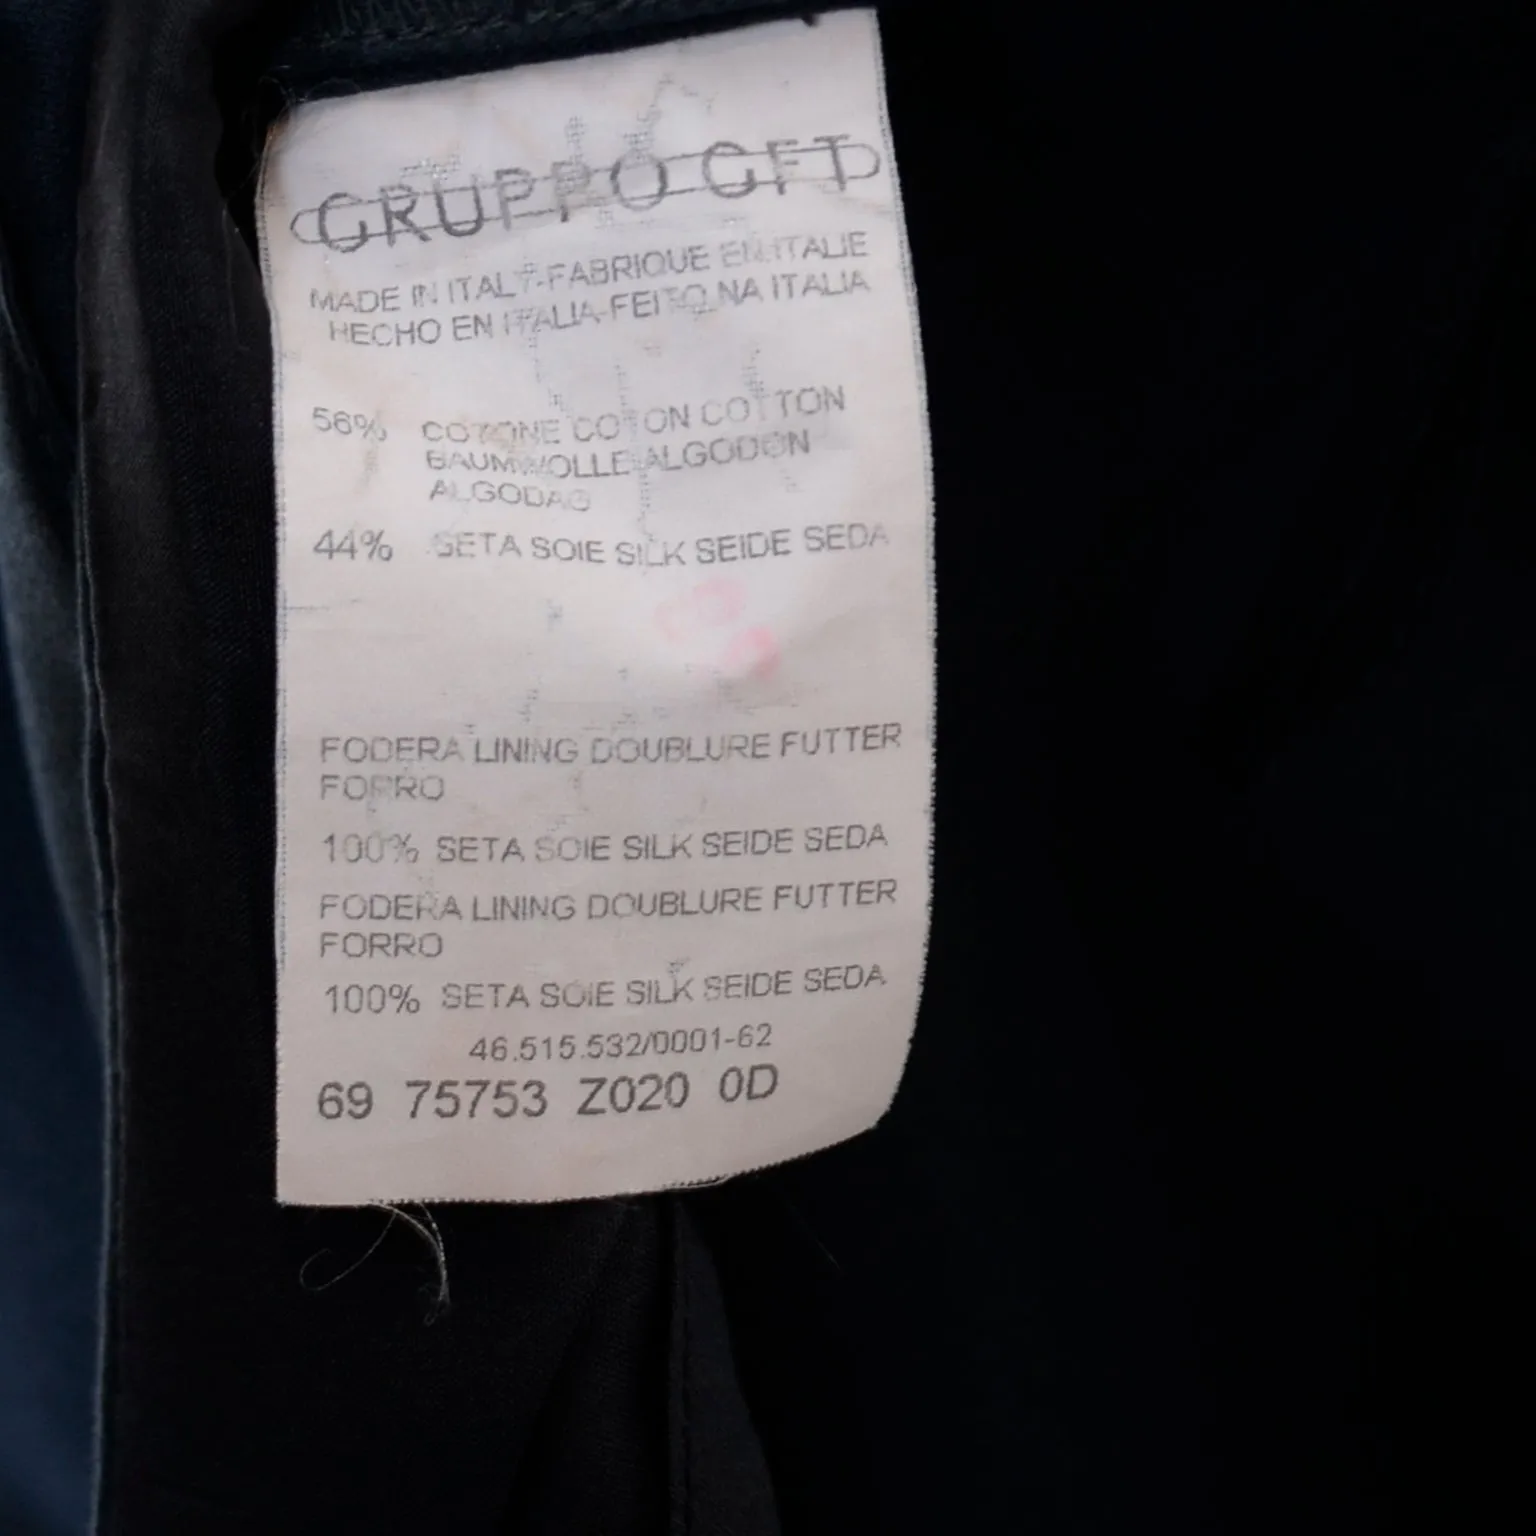 GRUPPO GFT
MADE IN ITALY-FABRIQUE EN ITALIE
HECHO EN ITALIA-FEITO NA ITALIA
56% COTONE COTON COTTON
BAUMWOLLE ALGODON
ALGODAO
44% SETA SOIE SILK SEIDE SEDA
FODERA LINING DOUBLURE FUTTER
FORRO
100% SETA SOIE SILK SEIDE SEDA
FODERA LINING DOUBLURE FUTTER
FORRO
100% SETA SOIE SILK SEIDE SEDA
46.515.532/0001-62
69 75753 Z020 0D